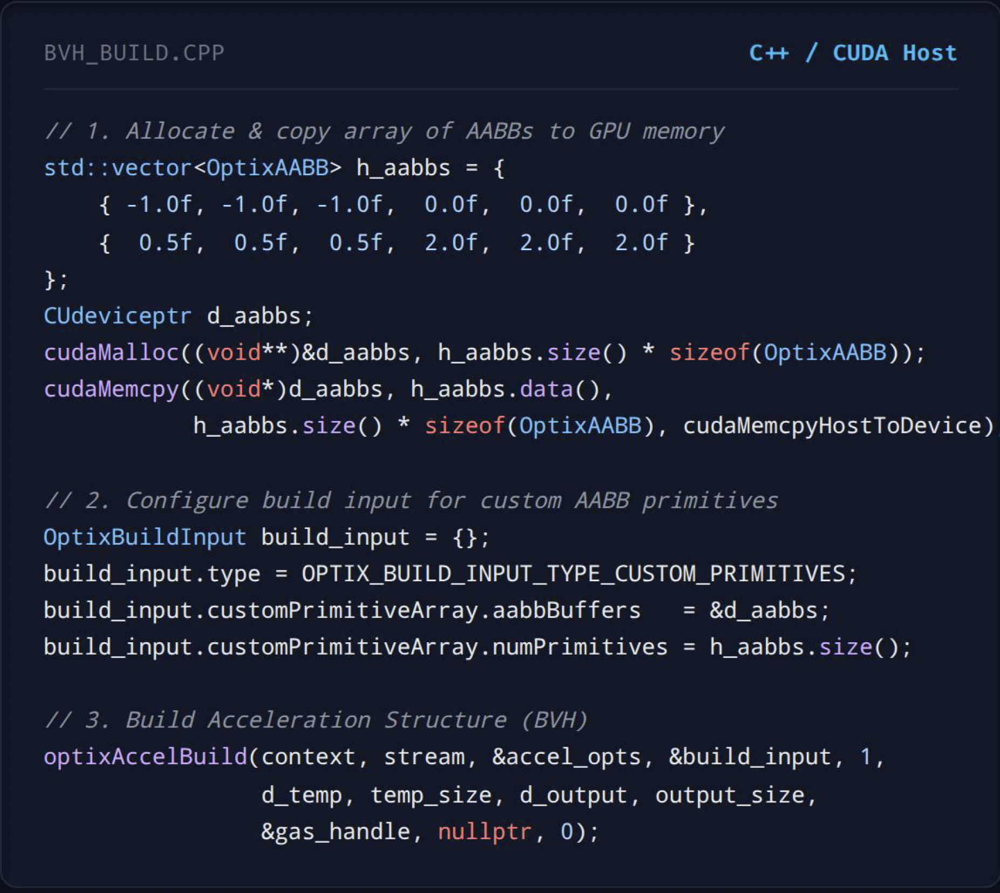 BVH_BUILD.CPP
C++ / CUDA Host
// 1. Allocate & copy array of AABBs to GPU memory
std::vector<OptixAABB> h_aabbs = {
    { -1.0f, -1.0f, -1.0f,  0.0f,  0.0f,  0.0f },
    {  0.5f,  0.5f,  0.5f,  2.0f,  2.0f,  2.0f }
};
CUdeviceptr d_aabbs;
cudaMalloc((void**)&d_aabbs, h_aabbs.size() * sizeof(OptixAABB));
cudaMemcpy((void*)d_aabbs, h_aabbs.data(),
           h_aabbs.size() * sizeof(OptixAABB), cudaMemcpyHostToDevice)
// 2. Configure build input for custom AABB primitives
OptixBuildInput build_input = {};
build_input.type = OPTIX_BUILD_INPUT_TYPE_CUSTOM_PRIMITIVES;
build_input.customPrimitiveArray.aabbBuffers   = &d_aabbs;
build_input.customPrimitiveArray.numPrimitives = h_aabbs.size();
// 3. Build Acceleration Structure (BVH)
optixAccelBuild(context, stream, &accel_opts, &build_input, 1,
                d_temp, temp_size, d_output, output_size,
                &gas_handle, nullptr, 0);